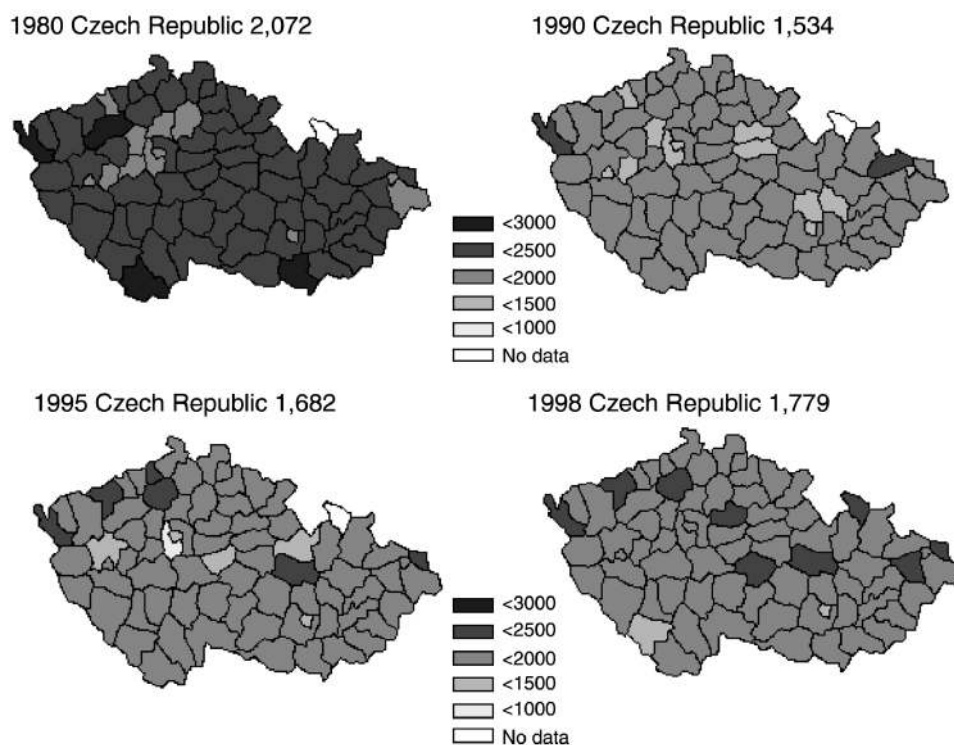 1980 Czech Republic 2,072
1990 Czech Republic 1,534
<3000
<2500
<2000
<1500
<1000
No data
1995 Czech Republic 1,682
1998 Czech Republic 1,779
<3000
<2500
<2000
<1500
<1000
No data